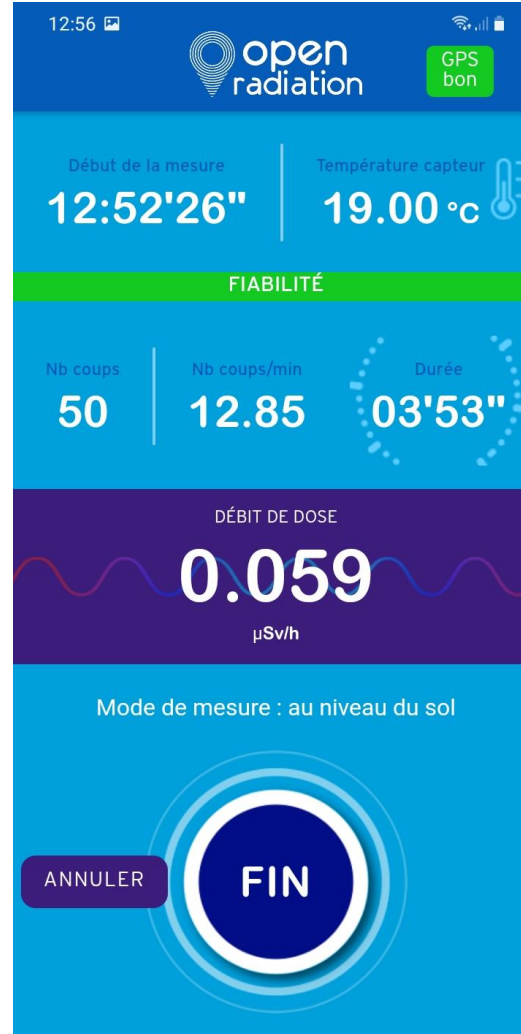 12:56
open
radiation
GPS
bon
Début de la mesure
12:52'26"
Température capteur
19.00 °C
FIABILITÉ
Nb coups
50
Nb coups/min
12.85
Durée
03'53"
DÉBIT DE DOSE
0.059
µSv/h
Mode de mesure : au niveau du sol
ANNULER
FIN